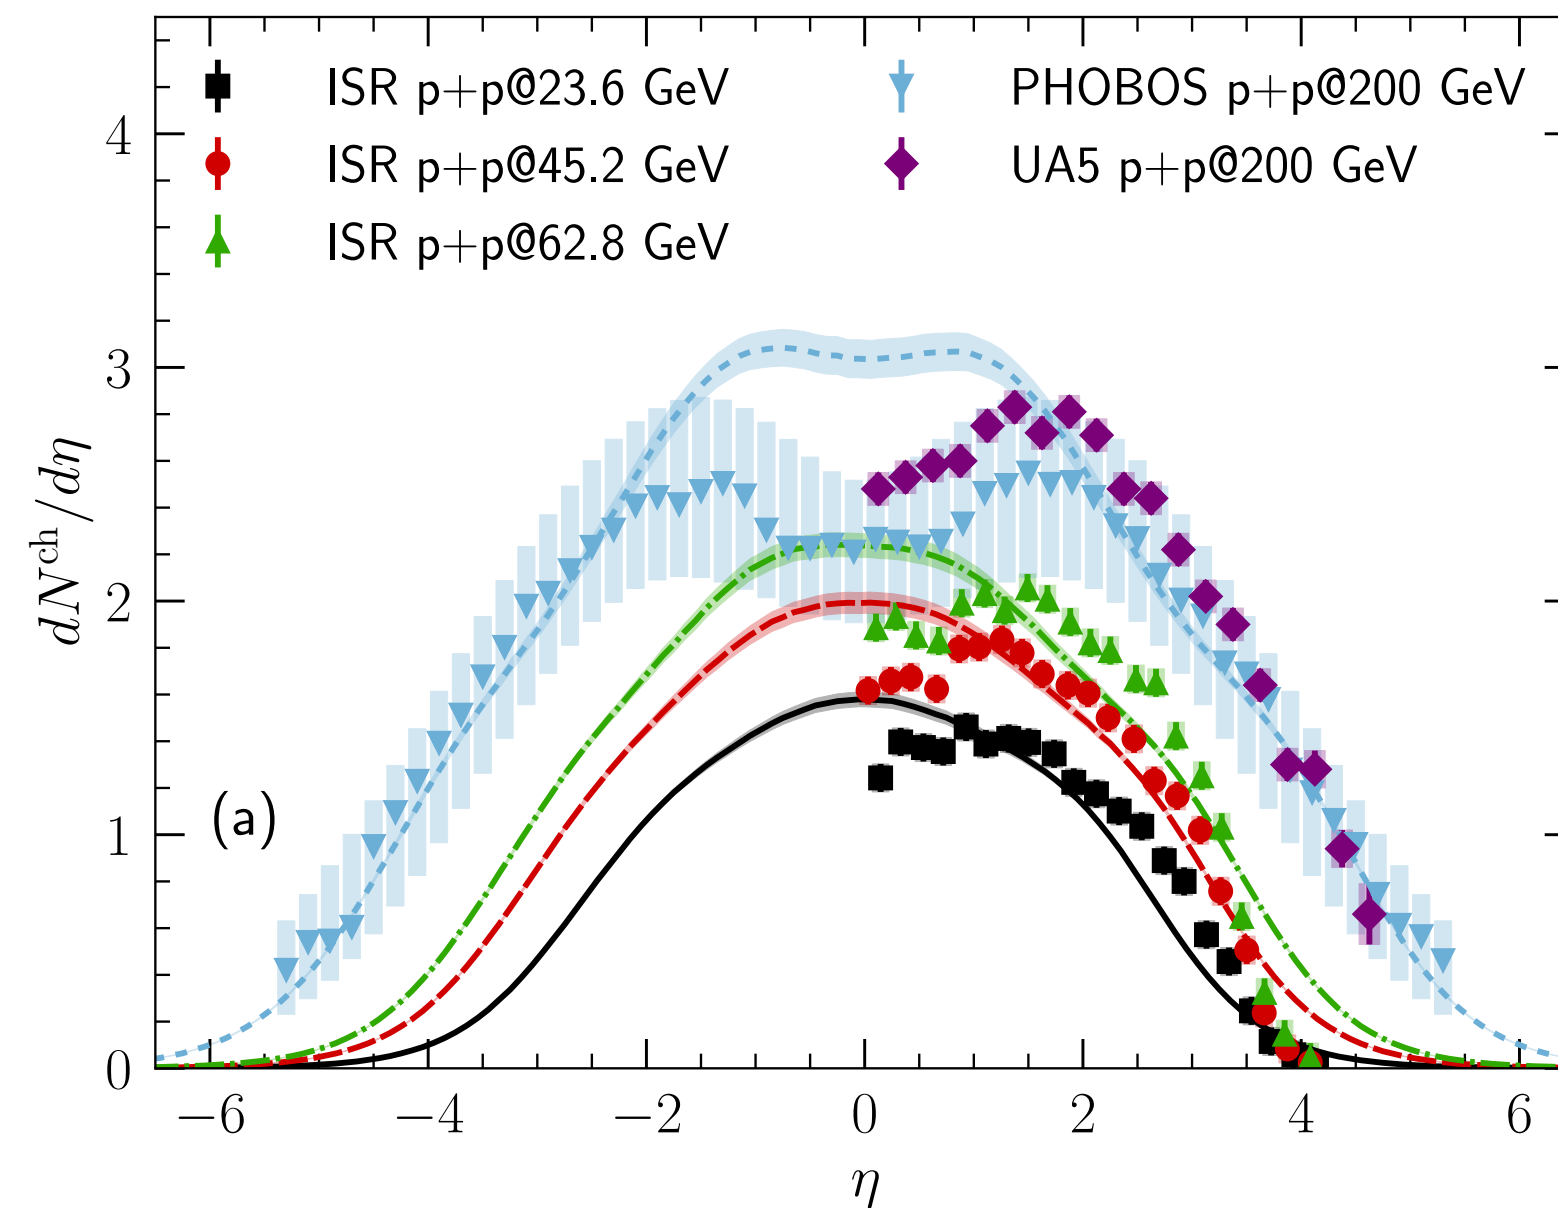 ISR p+p@23.6 GeV
ISR p+p@45.2 GeV
ISR p+p@62.8 GeV
PHOBOS p+p@200 GeV
UA5 p+p@200 GeV
4
3
2
1
0
dN^ch/dη
(a)
−6 −4 −2 0 2 4 6
η